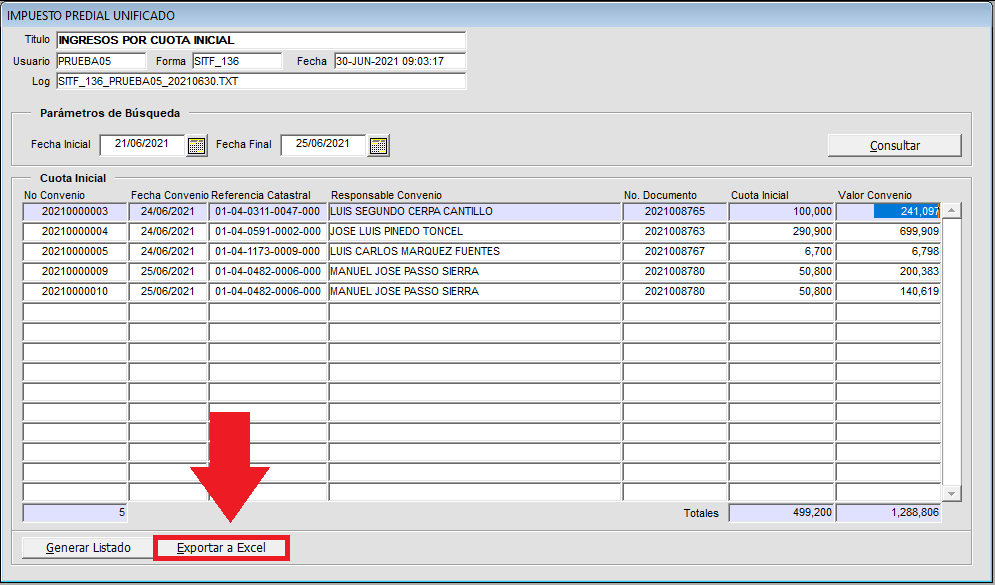 IMPUESTO PREDIAL UNIFICADO
Titulo INGRESOS POR CUOTA INICIAL
Usuario PRUEBA05 Forma SITF_136 Fecha 30-JUN-2021 09:03:17
Log SITF_136_PRUEBA05_20210630.TXT
Parámetros de Búsqueda
Fecha Inicial 21/06/2021 Fecha Final 25/06/2021 Consultar
Cuota Inicial
No Convenio Fecha Convenio Referencia Catastral Responsable Convenio No. Documento Cuota Inicial Valor Convenio
20210000003 24/06/2021 01-04-0311-0047-000 LUIS SEGUNDO CERPA CANTILLO 2021008765 100,000 241,097
20210000004 24/06/2021 01-04-0591-0002-000 JOSE LUIS PINEDO TONCEL 2021008763 290,900 699,909
20210000005 24/06/2021 01-04-1173-0009-000 LUIS CARLOS MARQUEZ FUENTES 2021008767 6,700 6,798
20210000009 25/06/2021 01-04-0482-0006-000 MANUEL JOSE PASSO SIERRA 2021008780 50,800 200,383
20210000010 25/06/2021 01-04-0482-0006-000 MANUEL JOSE PASSO SIERRA 2021008780 50,800 140,619
5 Totales 499,200 1,288,806
Generar Listado Exportar a Excel